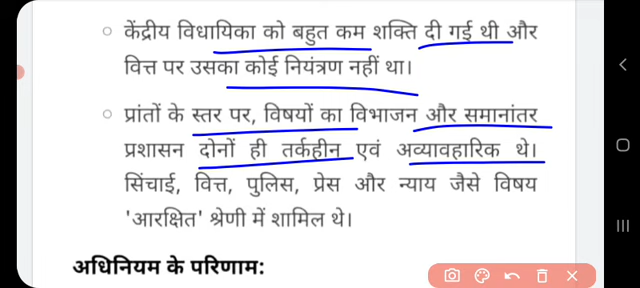 केंद्रीय विधायिका को बहुत कम शक्ति दी गई थी और
वित्त पर उसका कोई नियंत्रण नहीं था।
प्रांतों के स्तर पर, विषयों का विभाजन और समानांतर
प्रशासन दोनों ही तर्कहीन एवं अव्यावहारिक थे।
सिंचाई, वित्त, पुलिस, प्रेस और न्याय जैसे विषय
'आरक्षित' श्रेणी में शामिल थे।
अधिनियम के परिणाम: